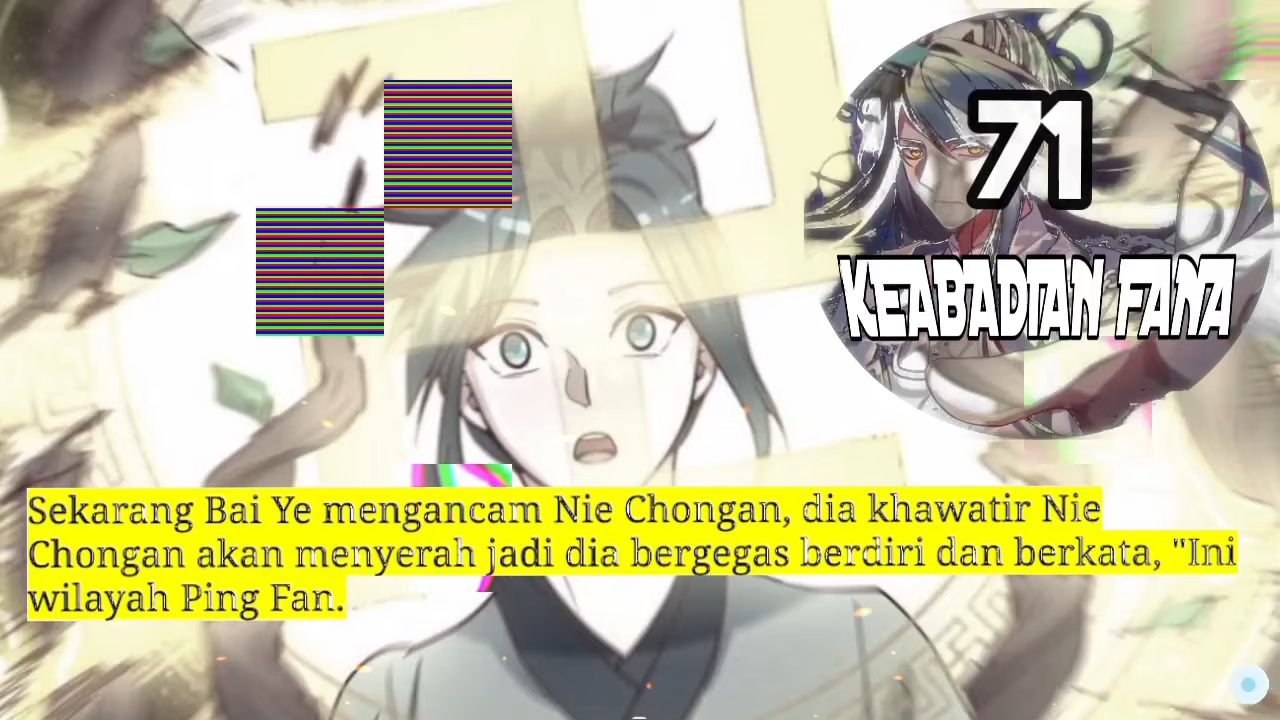 71
KEABADIAN FANA
Sekarang Bai Ye mengancam Nie Chongan, dia khawatir Nie
Chongan akan menyerah jadi dia bergegas berdiri dan berkata, "Ini
wilayah Ping Fan.